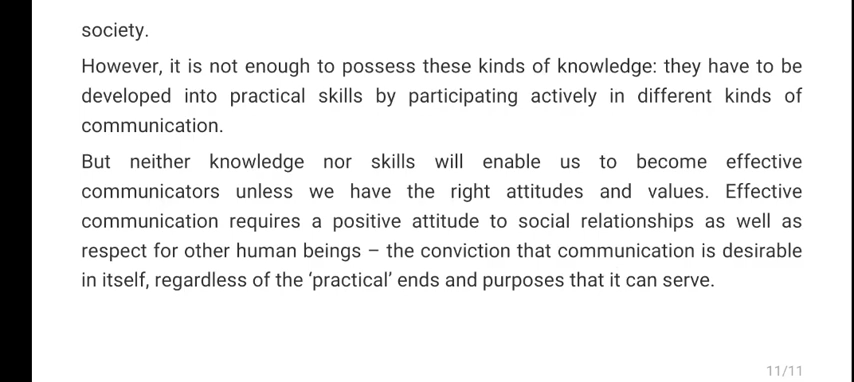 society.
However, it is not enough to possess these kinds of knowledge: they have to be
developed into practical skills by participating actively in different kinds of
communication.
But neither knowledge nor skills will enable us to become effective
communicators unless we have the right attitudes and values. Effective
communication requires a positive attitude to social relationships as well as
respect for other human beings – the conviction that communication is desirable
in itself, regardless of the ‘practical’ ends and purposes that it can serve.
11/11